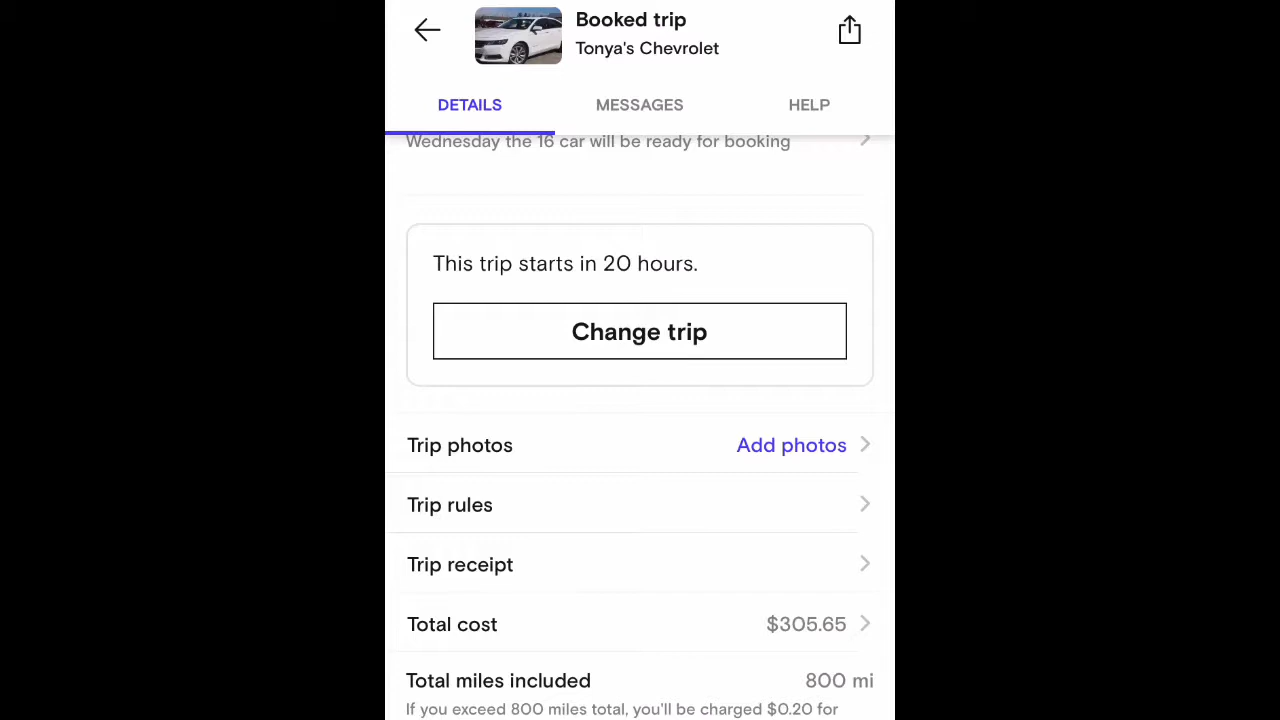 Booked trip
Tonya's Chevrolet
DETAILS
MESSAGES
HELP
Wednesday the 16 car will be ready for booking
This trip starts in 20 hours.
Change trip
Trip photos
Add photos
Trip rules
Trip receipt
Total cost
$305.65
Total miles included
800 mi
If you exceed 800 miles total, you'll be charged $0.20 for